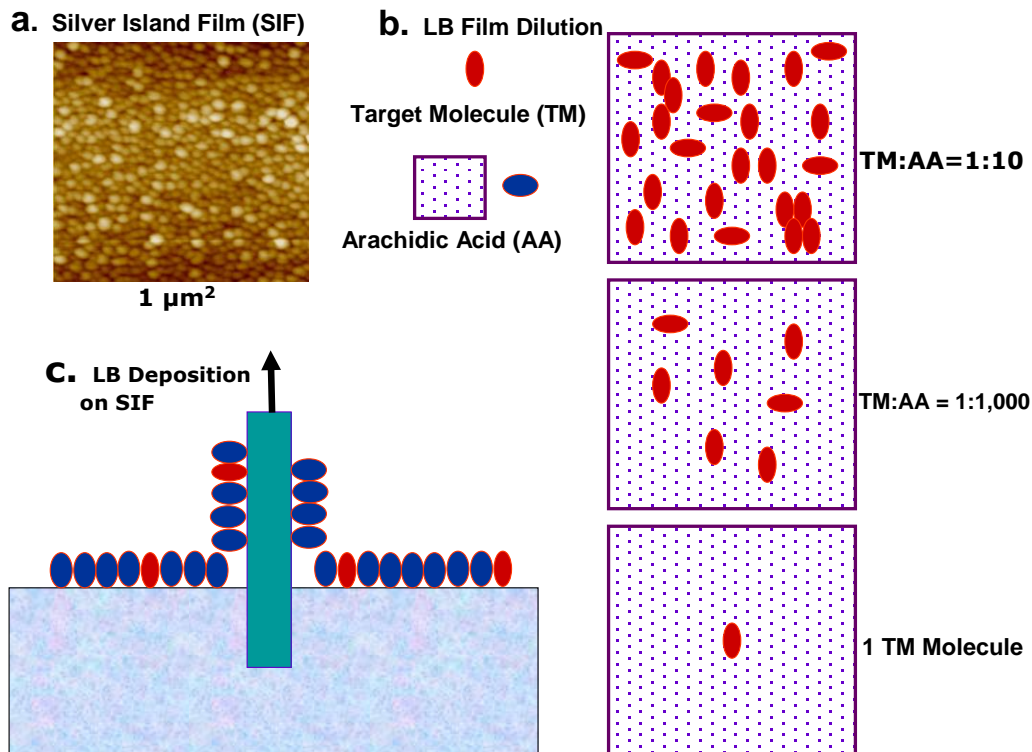 a. Silver Island Film (SIF)
1 µm²
b. LB Film Dilution
Target Molecule (TM)
Arachidic Acid (AA)
TM:AA=1:10
TM:AA = 1:1,000
1 TM Molecule
c. LB Deposition
on SIF